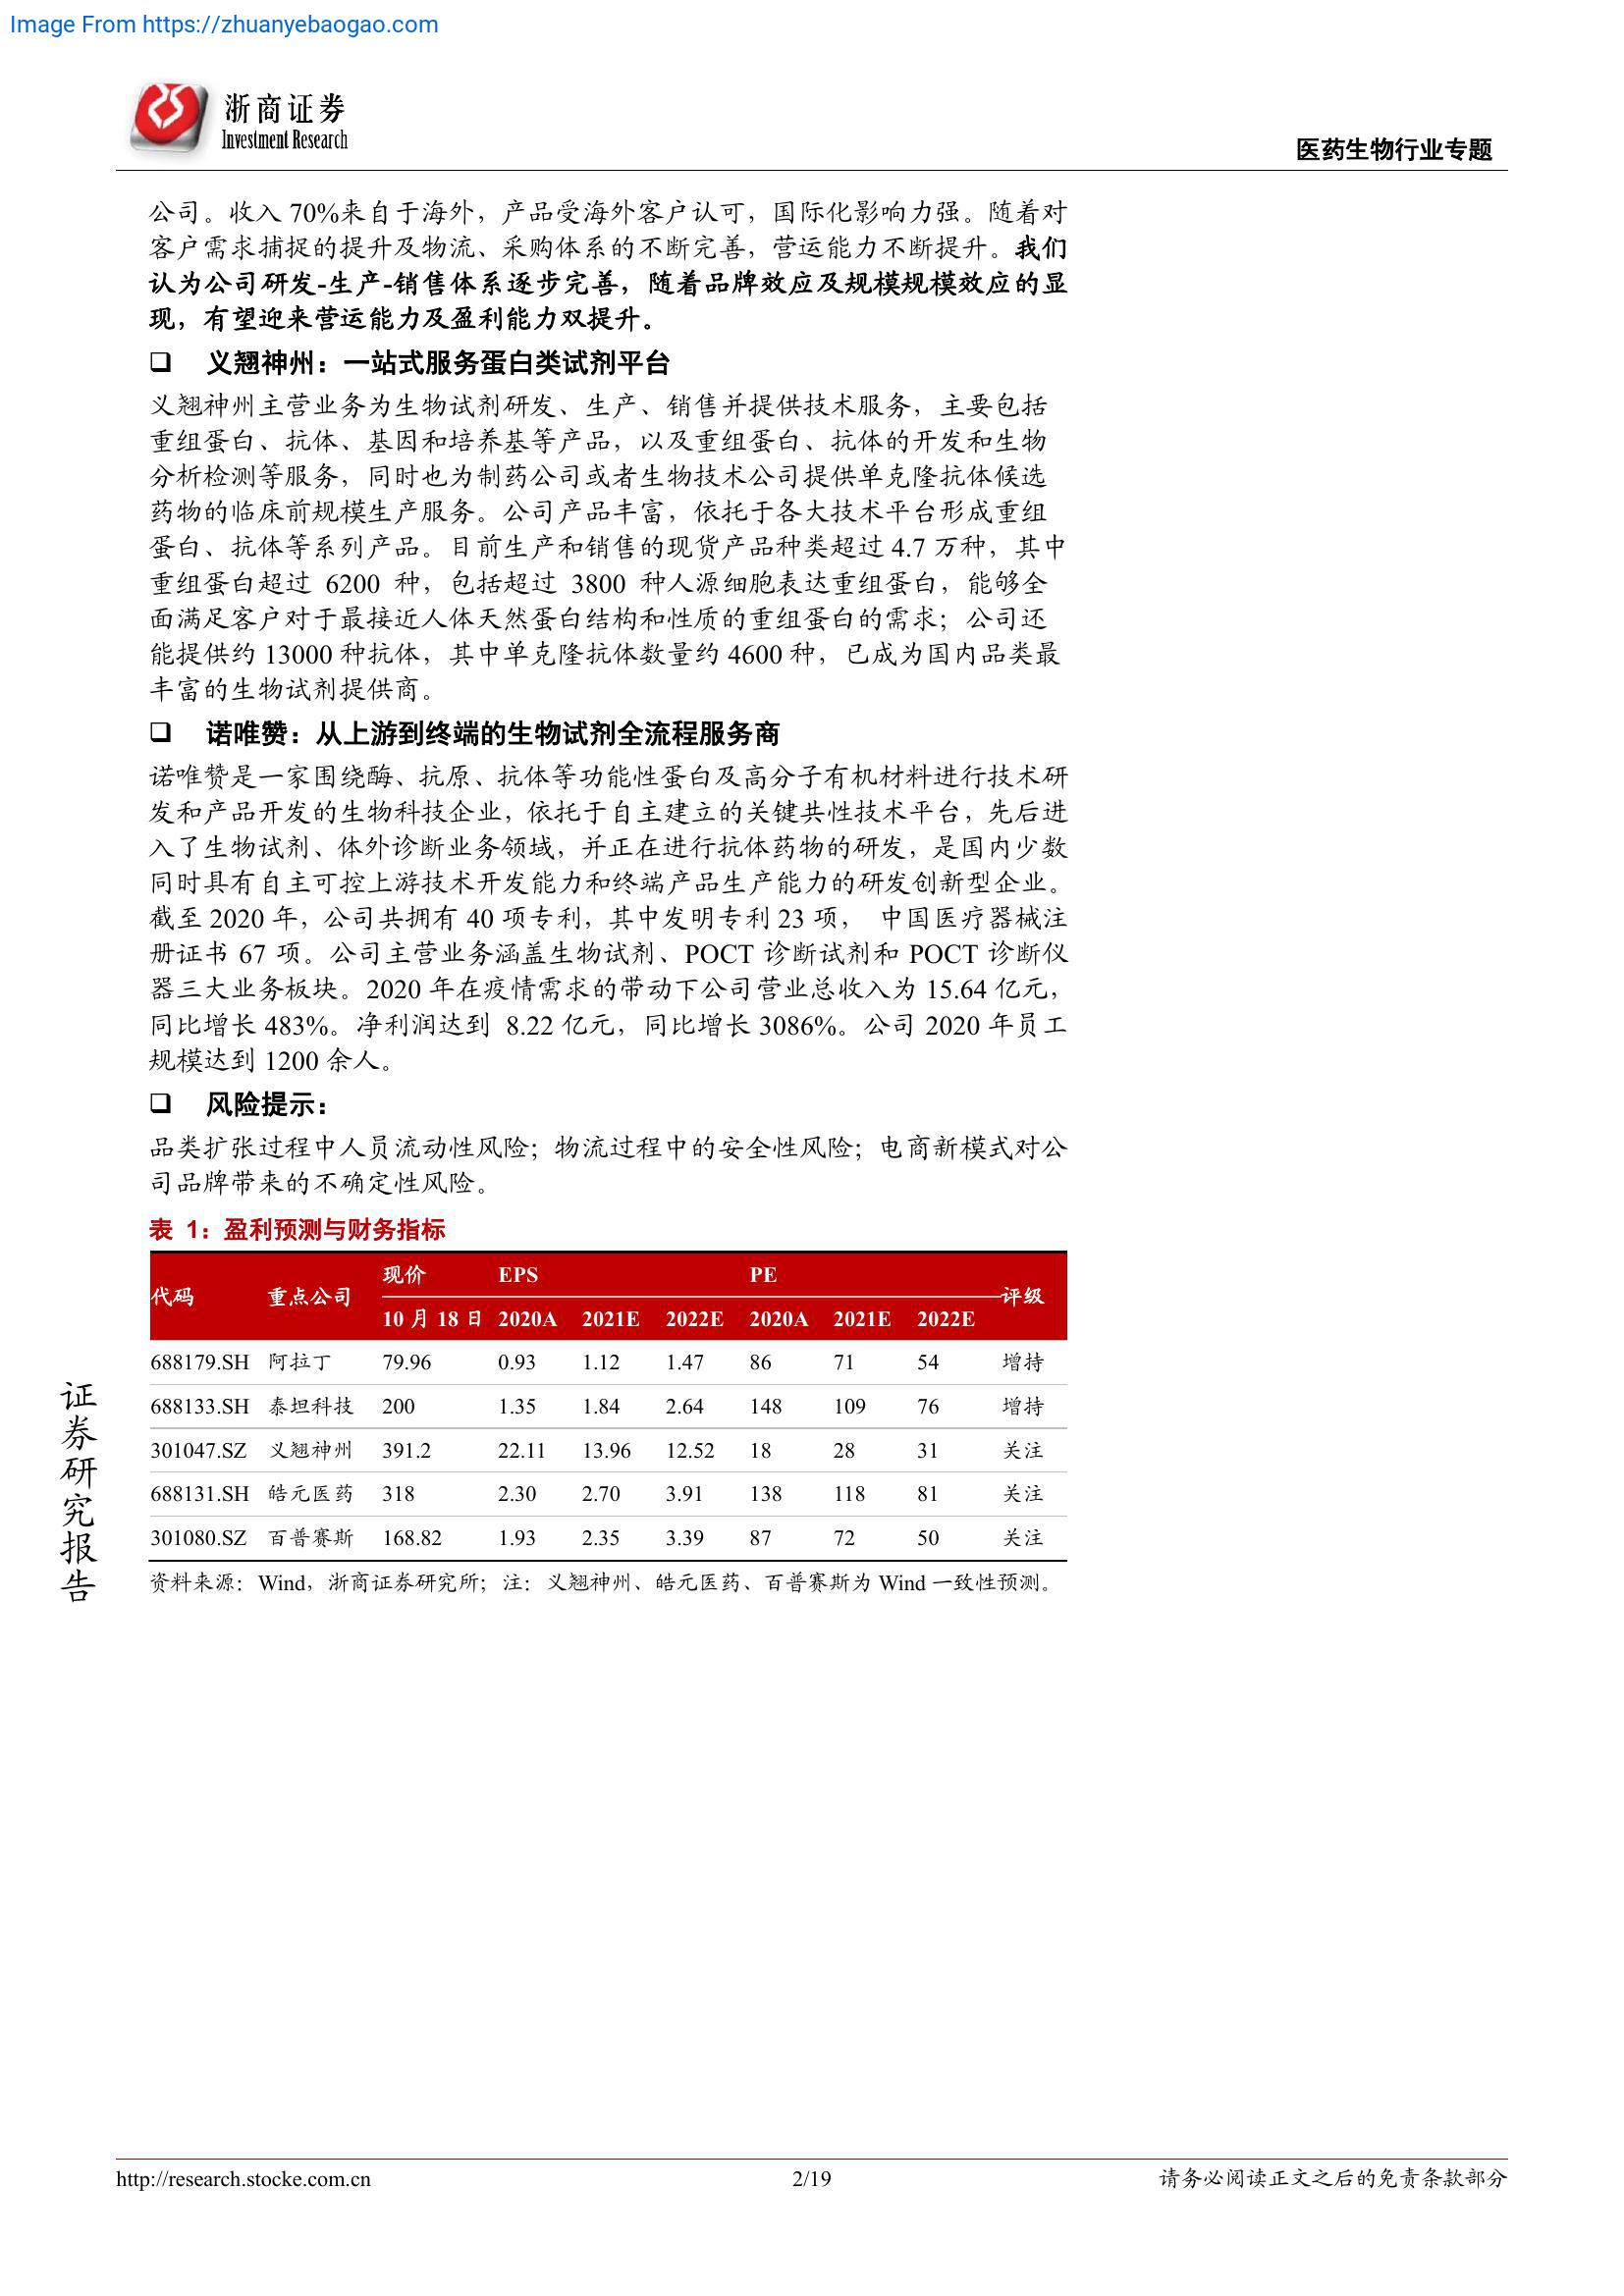 Image From https://zhuanyebaogao.com
浙商证券
Investment Research
医药生物行业专题
公司。收入 70%来自于海外，产品受海外客户认可，国际化影响力强。随着对
客户需求捕捉的提升及物流、采购体系的不断完善，营运能力不断提升。我们
认为公司研发-生产-销售体系逐步完善，随着品牌效应及规模规模效应的显
现，有望迎来营运能力及盈利能力双提升。
❑ 义翘神州：一站式服务蛋白类试剂平台
义翘神州主营业务为生物试剂研发、生产、销售并提供技术服务，主要包括
重组蛋白、抗体、基因和培养基等产品，以及重组蛋白、抗体的开发和生物
分析检测等服务，同时也为制药公司或者生物技术公司提供单克隆抗体候选
药物的临床前规模生产服务。公司产品丰富，依托于各大技术平台形成重组
蛋白、抗体等系列产品。目前生产和销售的现货产品种类超过 4.7 万种，其中
重组蛋白超过 6200 种，包括超过 3800 种人源细胞表达重组蛋白，能够全
面满足客户对于最接近人体天然蛋白结构和性质的重组蛋白的需求；公司还
能提供约 13000 种抗体，其中单克隆抗体数量约 4600 种，已成为国内品类最
丰富的生物试剂提供商。
❑ 诺唯赞：从上游到终端的生物试剂全流程服务商
诺唯赞是一家围绕酶、抗原、抗体等功能性蛋白及高分子有机材料进行技术研
发和产品开发的生物科技企业，依托于自主建立的关键共性技术平台，先后进
入了生物试剂、体外诊断业务领域，并正在进行抗体药物的研发，是国内少数
同时具有自主可控上游技术开发能力和终端产品生产能力的研发创新型企业。
截至 2020 年，公司共拥有 40 项专利，其中发明专利 23 项， 中国医疗器械注
册证书 67 项。公司主营业务涵盖生物试剂、POCT 诊断试剂和 POCT 诊断仪
器三大业务板块。2020 年在疫情需求的带动下公司营业总收入为 15.64 亿元，
同比增长 483%。净利润达到 8.22 亿元，同比增长 3086%。公司 2020 年员工
规模达到 1200 余人。
❑ 风险提示：
品类扩张过程中人员流动性风险；物流过程中的安全性风险；电商新模式对公
司品牌带来的不确定性风险。
表 1：盈利预测与财务指标
代码 重点公司 现价 EPS PE 评级
10 月 18 日 2020A 2021E 2022E 2020A 2021E 2022E
688179.SH 阿拉丁 79.96 0.93 1.12 1.47 86 71 54 增持
688133.SH 泰坦科技 200 1.35 1.84 2.64 148 109 76 增持
301047.SZ 义翘神州 391.2 22.11 13.96 12.52 18 28 31 关注
688131.SH 皓元医药 318 2.30 2.70 3.91 138 118 81 关注
301080.SZ 百普赛斯 168.82 1.93 2.35 3.39 87 72 50 关注
资料来源：Wind，浙商证券研究所；注：义翘神州、皓元医药、百普赛斯为 Wind 一致性预测。
证券研究报告
http://research.stocke.com.cn
2/19
请务必阅读正文之后的免责条款部分